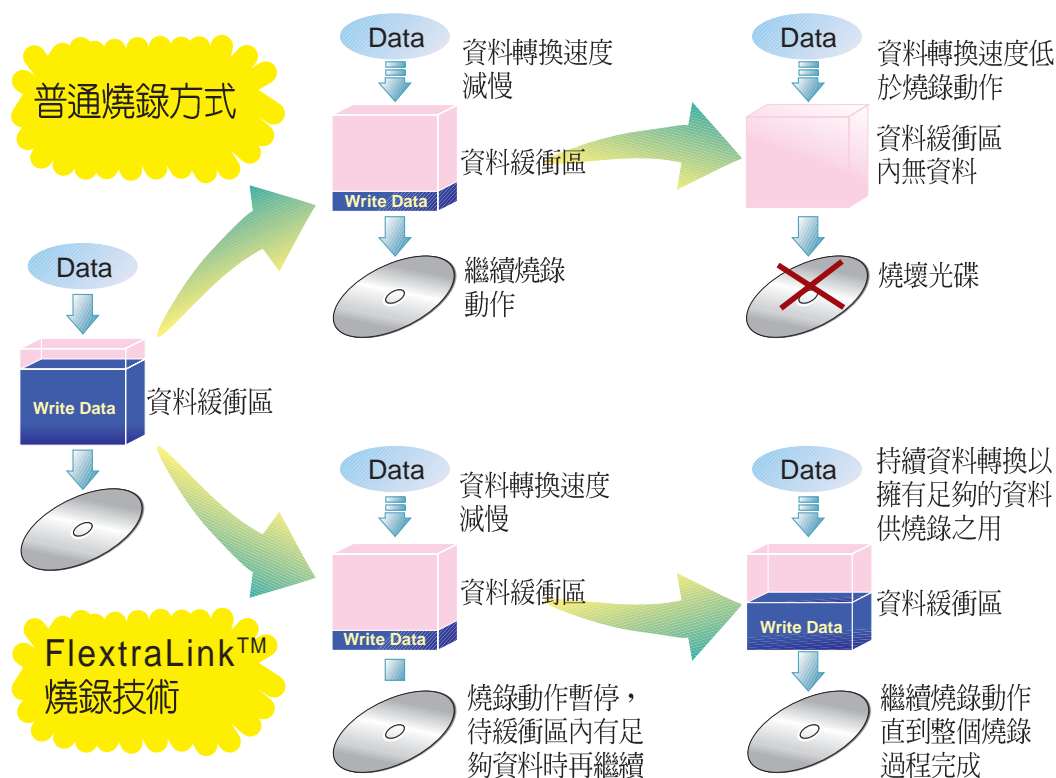 普通燒錄方式
Data
Write Data
資料緩衝區
Data
資料轉換速度
減慢
資料緩衝區
Write Data
繼續燒錄
動作
Data
資料轉換速度低
於燒錄動作
資料緩衝區
內無資料
燒壞光碟
FlextraLink™
燒錄技術
Data
資料轉換速度
減慢
資料緩衝區
Write Data
燒錄動作暫停，
待緩衝區內有足
夠資料時再繼續
Data
持續資料轉換以
擁有足夠的資料
供燒錄之用
資料緩衝區
Write Data
繼續燒錄動作
直到整個燒錄
過程完成